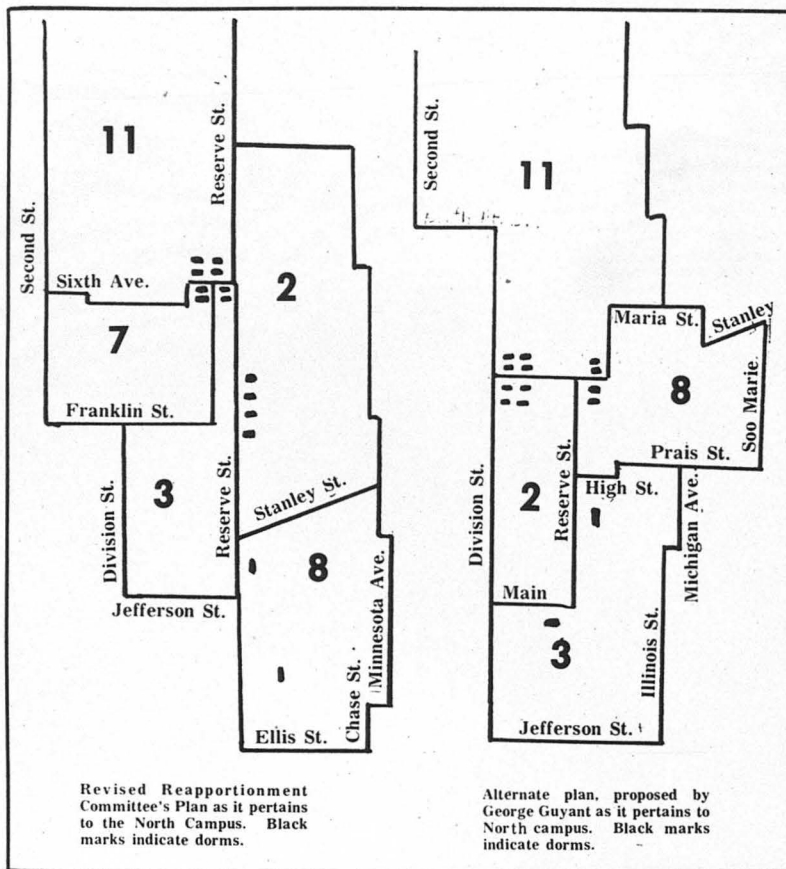 11
Second St.
Reserve St.
Sixth Ave.
2
7
Franklin St.
3
Division St.
Reserve St.
Stanley St.
8
Jefferson St.
Minnesota Ave.
Chase St.
Ellis St.
Revised Reapportionment
Committee's Plan as it pertains
to the North Campus. Black
marks indicate dorms.
Second St.
11
Maria St.
Stanley
8
Soo Marie
Prais St.
Division St.
2
Reserve St.
High St.
Michigan Ave.
Main
3
Illinois St.
Jefferson St.
Alternate plan, proposed by
George Guyant as it pertains to
North campus. Black marks
indicate dorms.